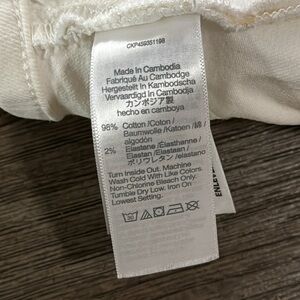 CKP459351198
Made In Cambodia
Fabriqué Au Cambodge
Hergestellt in Kambodscha
Vervaardigd in Cambodja
カンボジア製
hecho en camboya
98% Cotton /Coton /
Baumwolle /Katoen /綿 /
algodón
2% Elastane /Élasthanne /
Elastan /Elastaan /
ポリウレタン /elastano
Turn Inside Out. Machine
Wash Cold With Like Colors.
Non-Chlorine Bleach Only.
Tumble Dry Low. Iron On
Lowest Setting.